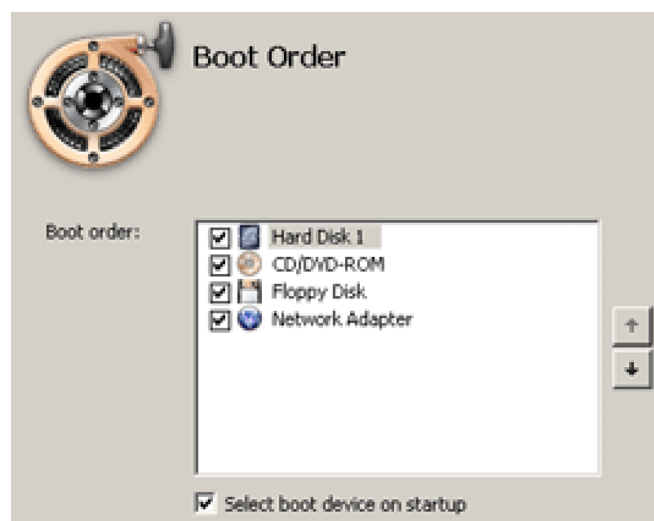 Boot Order
Boot order:
Hard Disk 1
CD/DVD-ROM
Floppy Disk
Network Adapter
Select boot device on startup